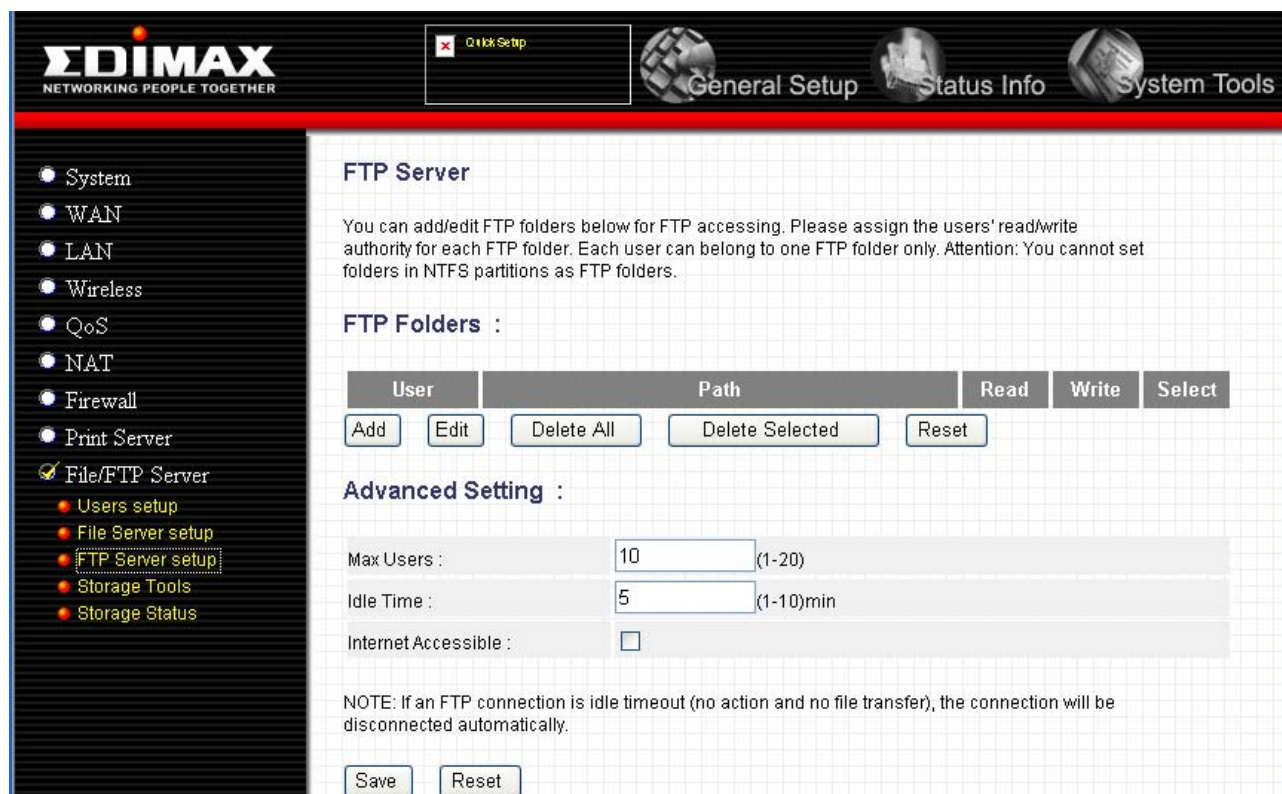 EDIMAX
NETWORKING PEOPLE TOGETHER
Quick Setup
General Setup
Status Info
System Tools
System
WAN
LAN
Wireless
QoS
NAT
Firewall
Print Server
File/FTP Server
Users setup
File Server setup
FTP Server setup
Storage Tools
Storage Status
FTP Server
You can add/edit FTP folders below for FTP accessing. Please assign the users' read/write
authority for each FTP folder. Each user can belong to one FTP folder only. Attention: You cannot set
folders in NTFS partitions as FTP folders.
FTP Folders :
User Path Read Write Select
Add Edit Delete All Delete Selected Reset
Advanced Setting :
Max Users : 10 (1-20)
Idle Time : 5 (1-10)min
Internet Accessible :
NOTE: If an FTP connection is idle timeout (no action and no file transfer), the connection will be
disconnected automatically.
Save Reset